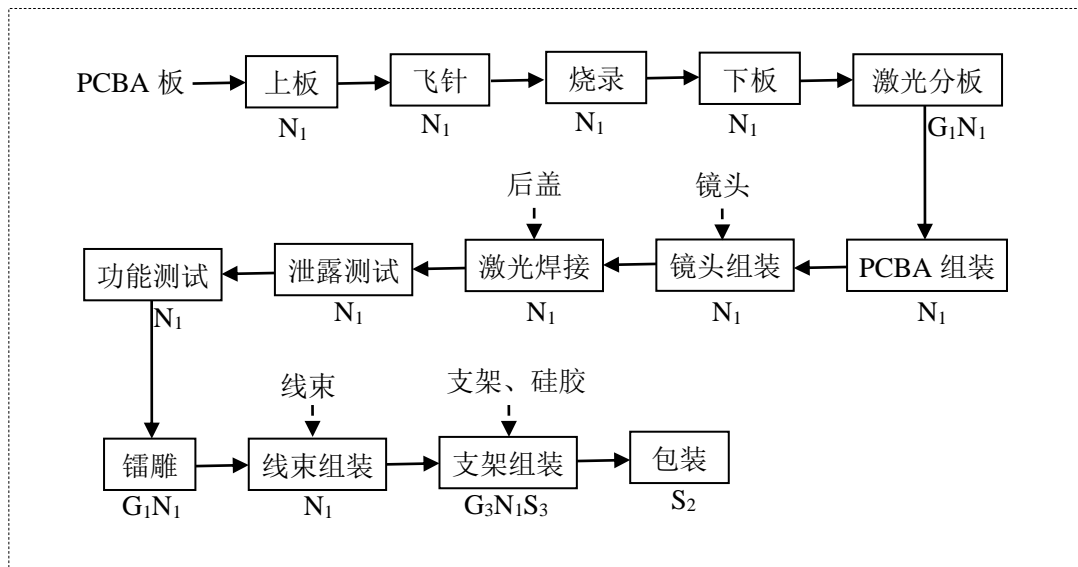 PCBA 板 上板 飞针 烧录 下板 激光分板
N₁ N₁ N₁ N₁ G₁N₁
后盖 镜头
功能测试 泄露测试 激光焊接 镜头组装 PCBA 组装
N₁ N₁ N₁ N₁ N₁
线束 支架、硅胶
镭雕 线束组装 支架组装 包装
G₁N₁ N₁ G₃N₁S₃ S₂